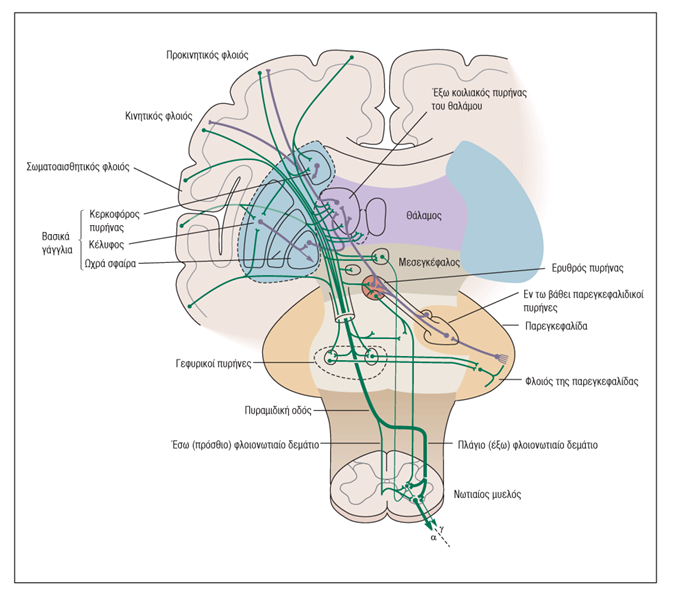 Προκινητικός φλοιός
Κινητικός φλοιός
Σωματοαισθητικός φλοιός
Βασικά
γάγγλια
Κερκοφόρος
πυρήνας
Κέλυφος
Ωχρά σφαίρα
Έξω κοιλιακός πυρήνας
του θαλάμου
Θάλαμος
Μεσεγκέφαλος
Ερυθρός πυρήνας
Εν τω βάθει παρεγκεφαλιδικοί
πυρήνες
Παρεγκεφαλίδα
Γεφυρικοί πυρήνες
Φλοιός της παρεγκεφαλίδας
Πυραμιδική οδός
Έσω (πρόσθιο) φλοιονωτιαίο δεμάτιο
Πλάγιο (έξω) φλοιονωτιαίο δεμάτιο
Νωτιαίος μυελός
γ
α